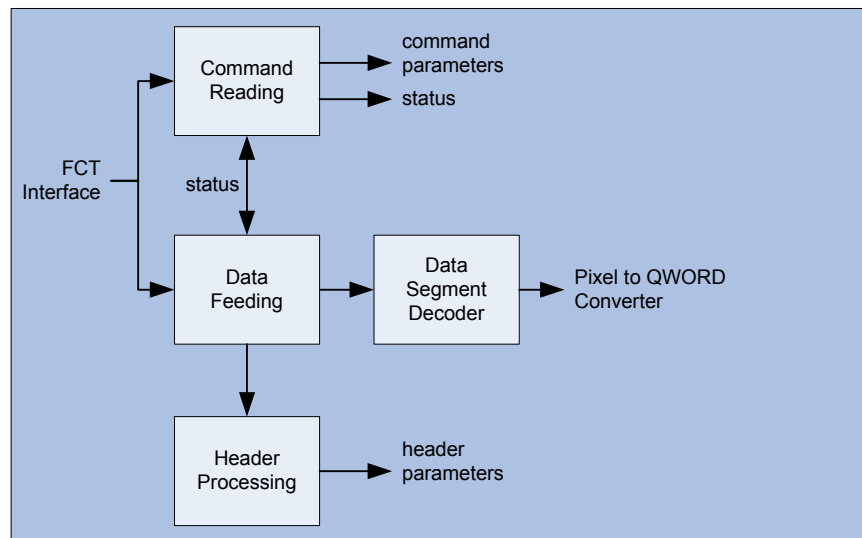 Command
Reading
command
parameters
status
FCT
Interface
status
Data
Feeding
Data
Segment
Decoder
Pixel to QWORD
Converter
Header
Processing
header
parameters